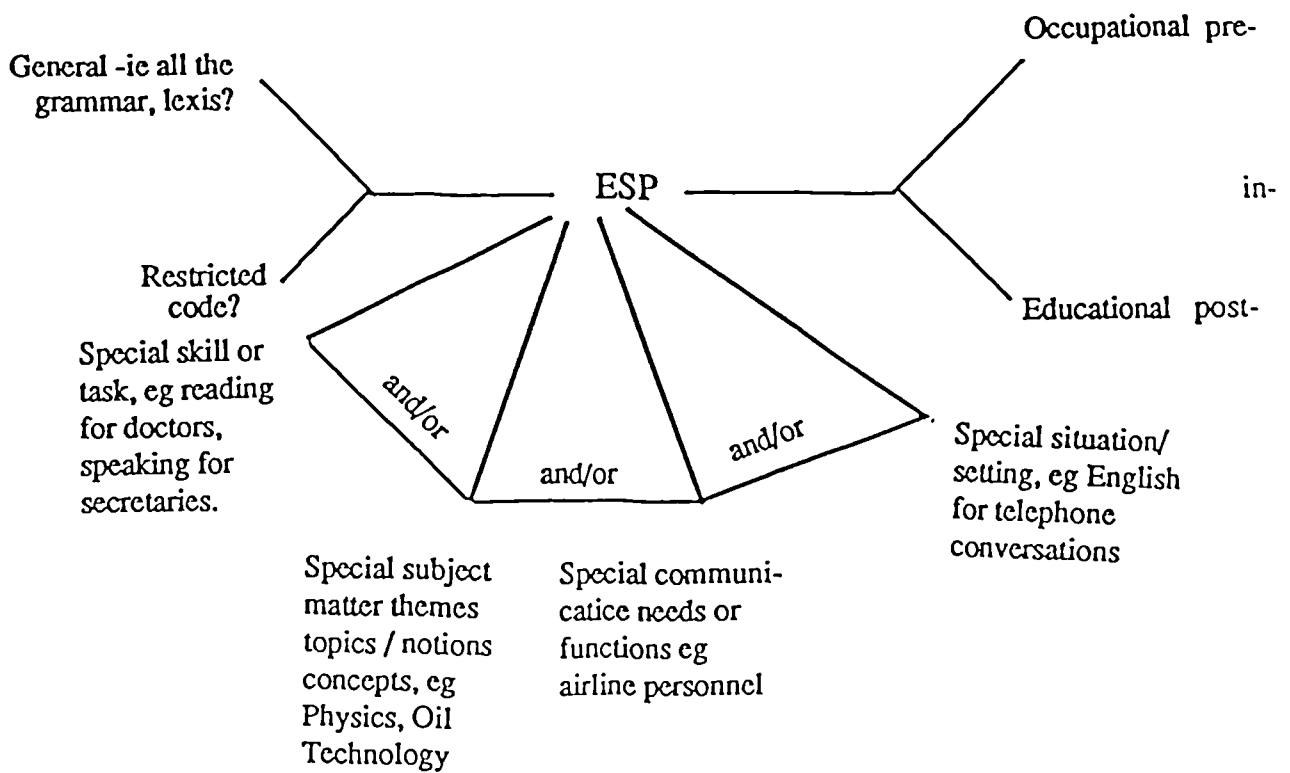 Occupational pre-
General -ie all the
grammar, lexis?
ESP
in-
Restricted
code?
Educational post-
Special skill or
task, eg reading
for doctors,
speaking for
secretaries.
and/or
and/or
and/or
Special situation/
setting, eg English
for telephone
conversations
Special subject
matter themes
topics / notions
concepts, eg
Physics, Oil
Technology
Special communi-
catice needs or
functions eg
airline personnel